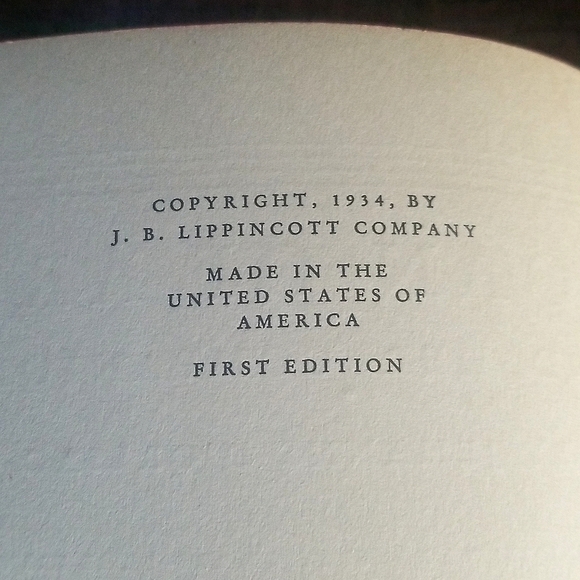 COPYRIGHT, 1934, BY
J. B. LIPPINCOTT COMPANY
MADE IN THE
UNITED STATES OF
AMERICA
FIRST EDITION